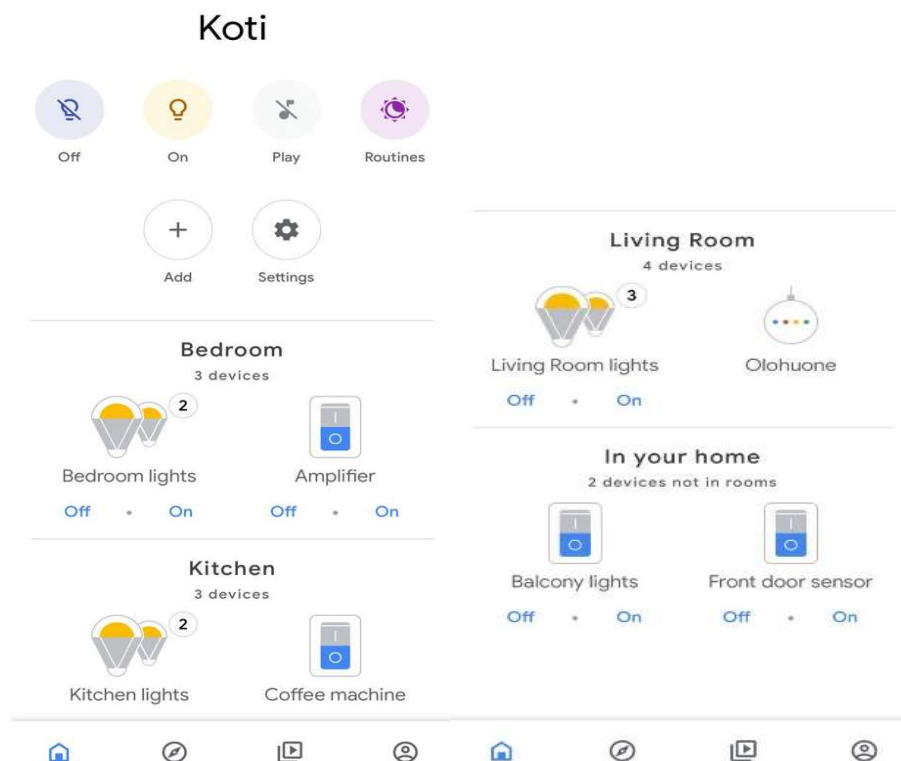 Koti
Off On Play Routines
Add Settings
Bedroom
3 devices
2
Bedroom lights Amplifier
Off • On Off • On
Kitchen
3 devices
2
Kitchen lights Coffee machine
Living Room
4 devices
3
Living Room lights Olohuone
Off • On
In your home
2 devices not in rooms
Balcony lights Front door sensor
Off • On Off • On